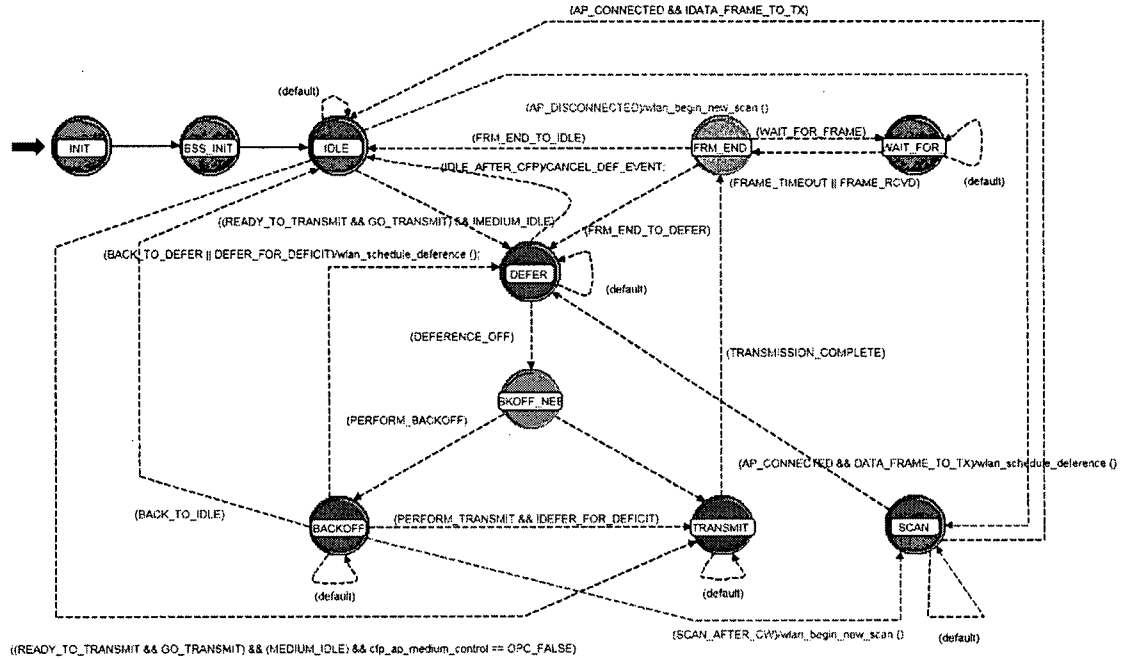 (AP_CONNECTED && !DATA_FRAME_TO_TX)
(default)
(AP_DISCONNECTED)/wlan_begin_new_scan ()
(WAIT_FOR_FRAME)
(FRM_END_TO_IDLE)
INIT
BSS_INIT
IDLE
FRM_END
WAIT_FOR
(IDLE_AFTER_CFP)/CANCEL_DEF_EVENT;
(FRAME_TIMEOUT || FRAME_RCVD)
(default)
((READY_TO_TRANSMIT && GO_TRANSMIT) && !MEDIUM_IDLE)
(FRM_END_TO_DEFER)
(BACK_TO_DEFER || DEFER_FOR_DEFICIT)/wlan_schedule_deference ();
DEFER
(default)
(DEFERENCE_OFF)
(TRANSMISSION_COMPLETE)
SKOFF_NEE
(PERFORM_BACKOFF)
(AP_CONNECTED && DATA_FRAME_TO_TX)/wlan_schedule_deference ()
(BACK_TO_IDLE)
BACKOFF
(PERFORM_TRANSMIT && !DEFER_FOR_DEFICIT)
TRANSMIT
SCAN
(default)
(default)
(SCAN_AFTER_CW)/wlan_begin_new_scan ()
(default)
((READY_TO_TRANSMIT && GO_TRANSMIT) && (MEDIUM_IDLE) && cfp_ap_medium_control == OPC_FALSE)